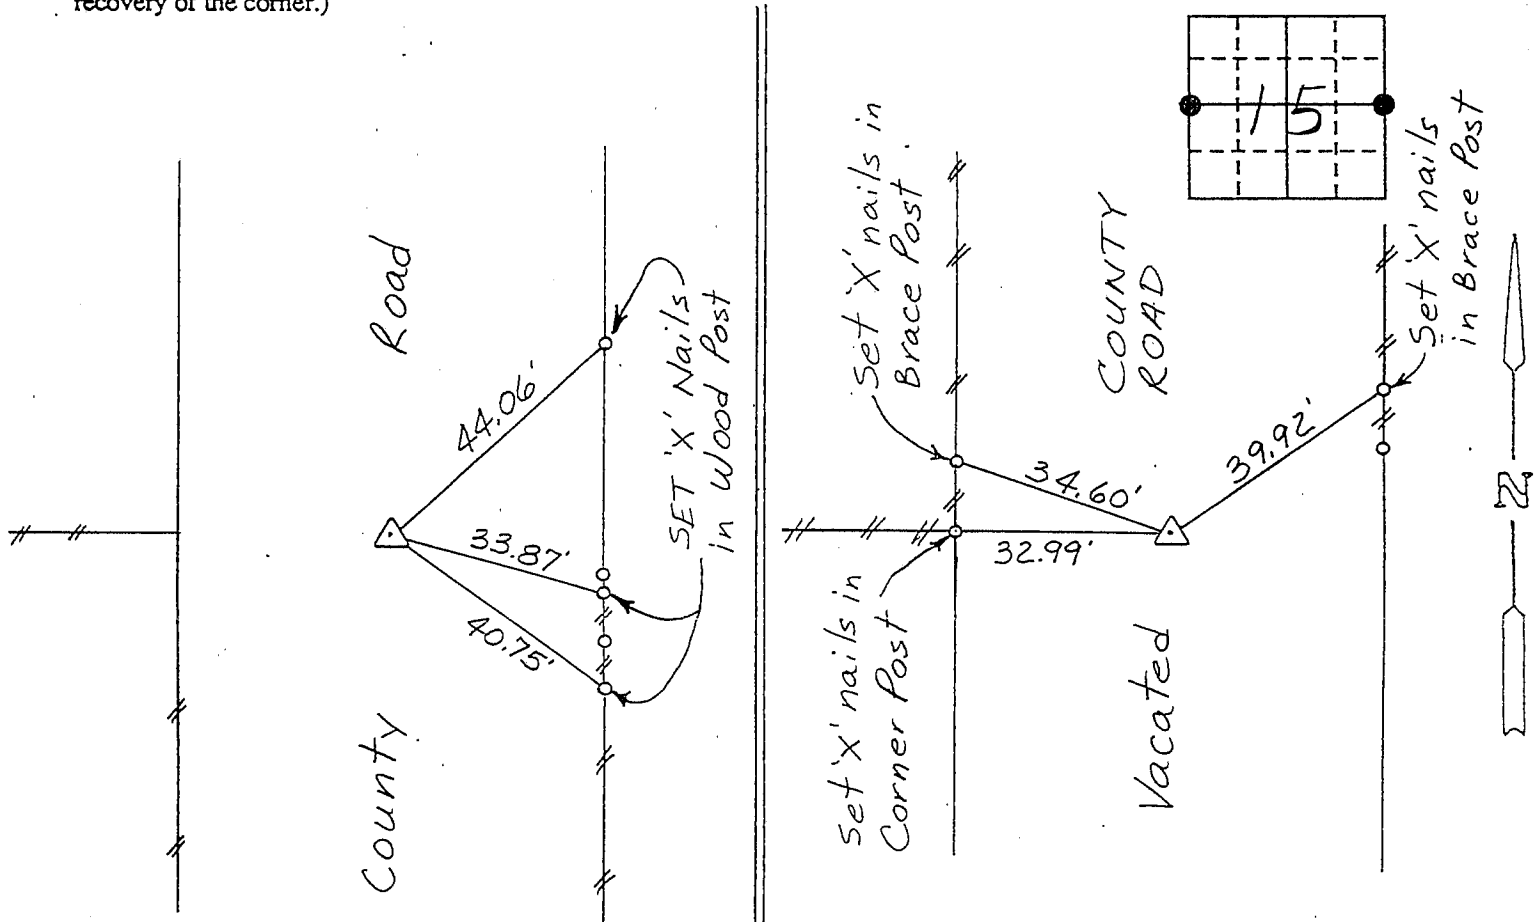 recovery of the corner.)
Road
44.06'
33.87'
40.75'
SET 'X' Nails
in Wood Post
County
Set 'X' nails in
Brace Post
COUNTY
ROAD
15
Set 'X' nails
in Brace Post
34.60'
39.92'
32.99'
N
Set 'X' nails in
Corner Post
Vacated